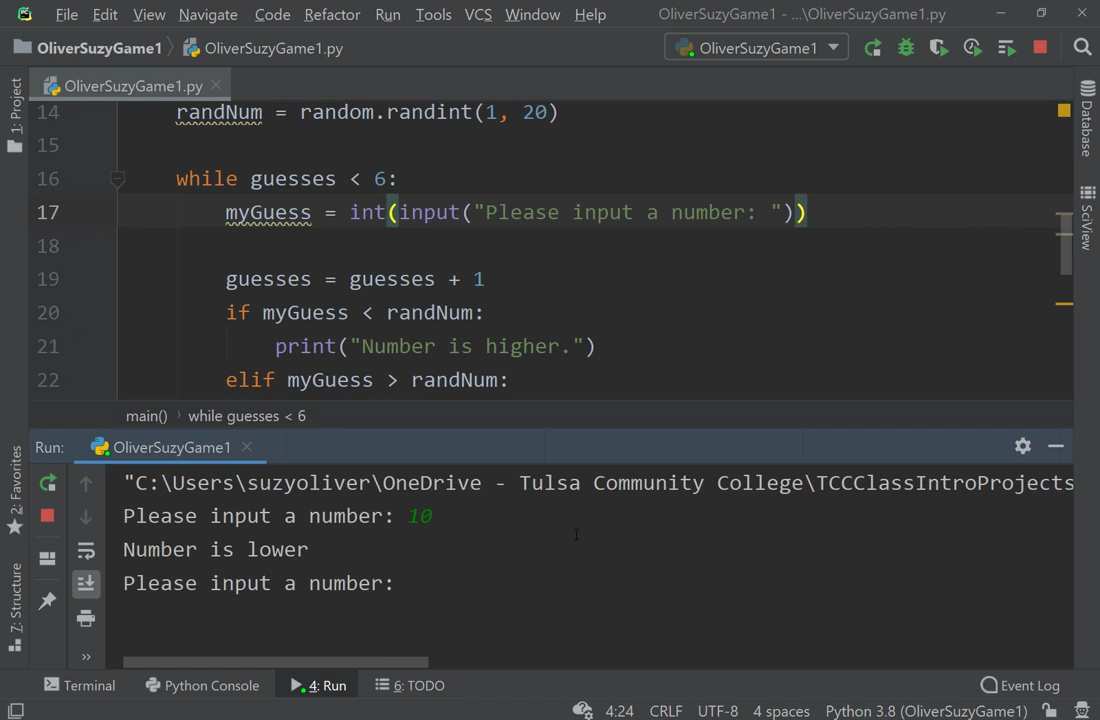 File Edit View Navigate Code Refactor Run Tools VCS Window Help OliverSuzyGame1 - ...\OliverSuzyGame1.py
OliverSuzyGame1 OliverSuzyGame1.py OliverSuzyGame1
OliverSuzyGame1.py
1: Project
Database
SciView
14 randNum = random.randint(1, 20)
15
16 while guesses < 6:
17 myGuess = int(input("Please input a number: "))
18
19 guesses = guesses + 1
20 if myGuess < randNum:
21 print("Number is higher.")
22 elif myGuess > randNum:
main() while guesses < 6
Run: OliverSuzyGame1
2: Favorites
7: Structure
"C:\Users\suzyoliver\OneDrive - Tulsa Community College\TCCClassIntroProjects
Please input a number: 10
Number is lower
Please input a number:
Terminal Python Console 4: Run 6: TODO Event Log
4:24 CRLF UTF-8 4 spaces Python 3.8 (OliverSuzyGame1)